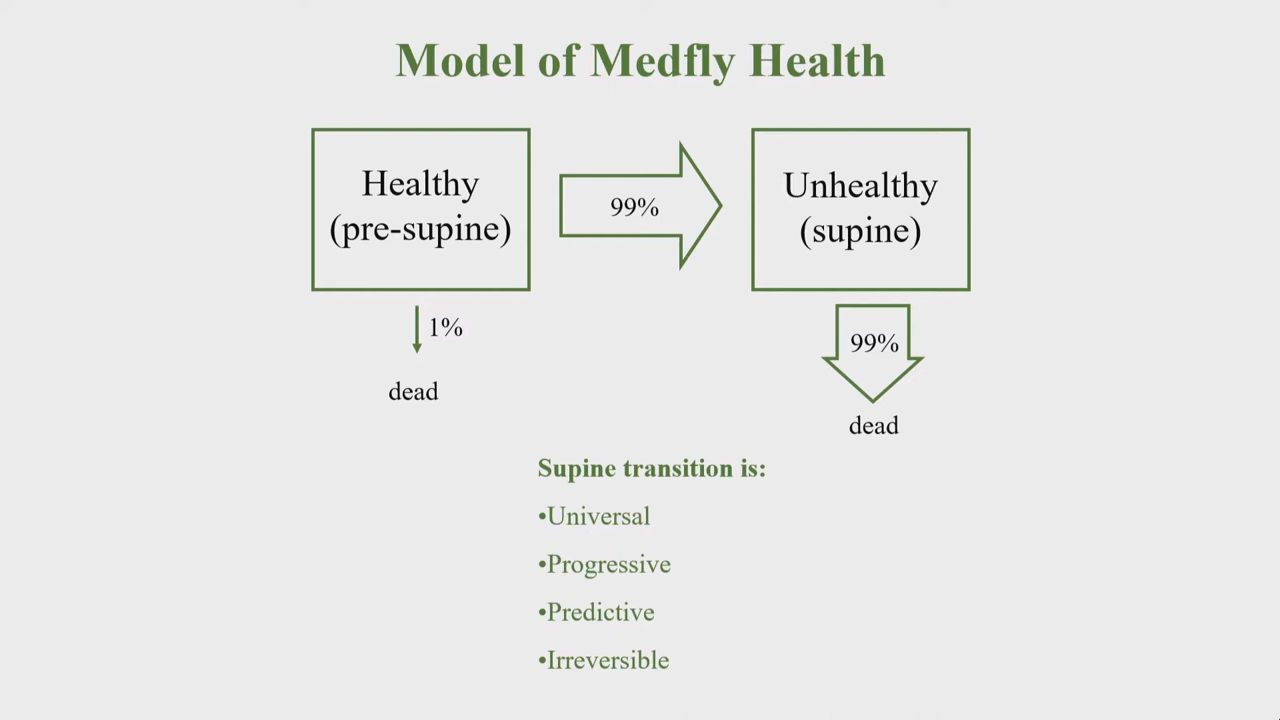 Model of Medfly Health
Healthy
(pre-supine)
99%
Unhealthy
(supine)
1%
dead
99%
dead
Supine transition is:
•Universal
•Progressive
•Predictive
•Irreversible